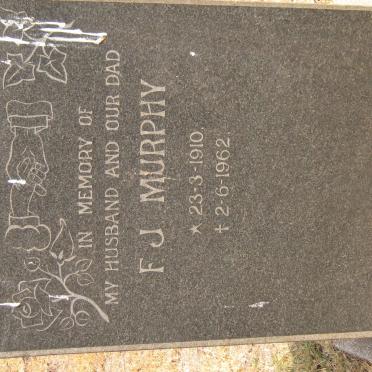 IN MEMORY OF
MY HUSBAND AND OUR DAD
F J MURPHY
★ 23-3-1910.
✝ 2-6-1962.